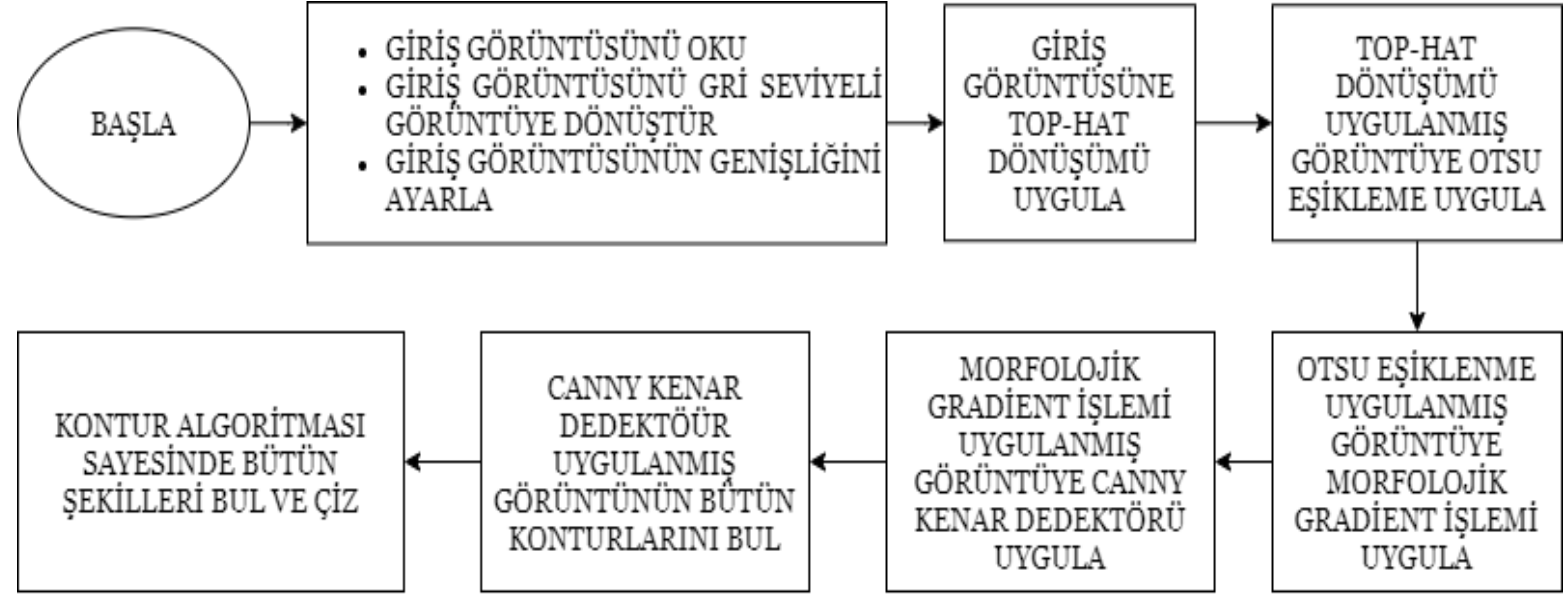 BAŞLA
• GİRİŞ GÖRÜNTÜSÜNÜ OKU
• GİRİŞ GÖRÜNTÜSÜNÜ GRİ SEVİYELİ
GÖRÜNTÜYE DÖNÜŞTÜR
• GİRİŞ GÖRÜNTÜSÜNÜN GENİŞLİĞİNİ
AYARLA
GİRİŞ
GÖRÜNTÜSÜNE
TOP-HAT
DÖNÜŞÜMÜ
UYGULA
TOP-HAT
DÖNÜŞÜMÜ
UYGULANMIŞ
GÖRÜNTÜYE OTSU
EŞİKLEME UYGULA
OTSU EŞİKLENME
UYGULANMIŞ
GÖRÜNTÜYE
MORFOLOJİK
GRADİENT İŞLEMİ
UYGULA
MORFOLOJİK
GRADİENT İŞLEMİ
UYGULANMIŞ
GÖRÜNTÜYE CANNY
KENAR DEDEKTÖRÜ
UYGULA
CANNY KENAR
DEDEKTÖÜR
UYGULANMIŞ
GÖRÜNTÜNÜN BÜTÜN
KONTURLARINI BUL
KONTUR ALGORİTMASI
SAYESİNDE BÜTÜN
ŞEKİLLERİ BUL VE ÇİZ